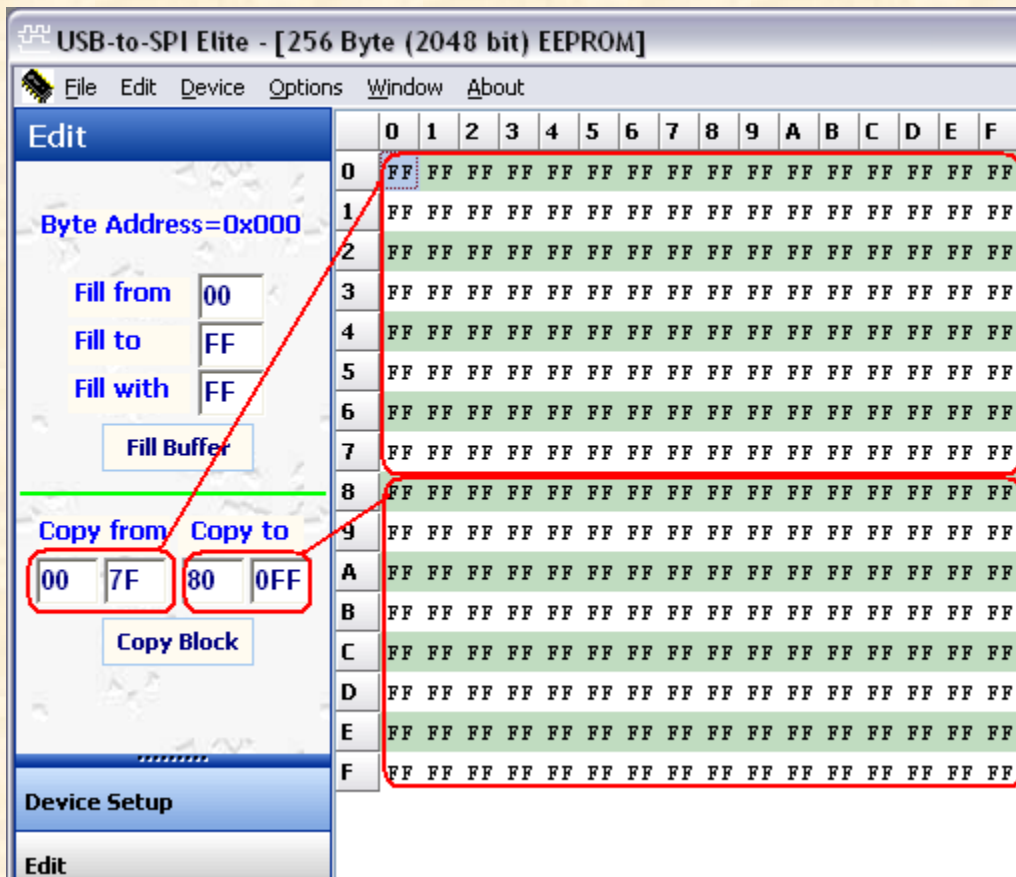 USB-to-SPI Elite - [256 Byte (2048 bit) EEPROM]
File Edit Device Options Window About
Edit
Byte Address=0x000
Fill from 00
Fill to FF
Fill with FF
Fill Buffer
Copy from Copy to
00 7F 80 0FF
Copy Block
Device Setup
Edit
0 1 2 3 4 5 6 7 8 9 A B C D E F
0 FF FF FF FF FF FF FF FF FF FF FF FF FF FF FF FF
1 FF FF FF FF FF FF FF FF FF FF FF FF FF FF FF FF
2 FF FF FF FF FF FF FF FF FF FF FF FF FF FF FF FF
3 FF FF FF FF FF FF FF FF FF FF FF FF FF FF FF FF
4 FF FF FF FF FF FF FF FF FF FF FF FF FF FF FF FF
5 FF FF FF FF FF FF FF FF FF FF FF FF FF FF FF FF
6 FF FF FF FF FF FF FF FF FF FF FF FF FF FF FF FF
7 FF FF FF FF FF FF FF FF FF FF FF FF FF FF FF FF
8 FF FF FF FF FF FF FF FF FF FF FF FF FF FF FF FF
9 FF FF FF FF FF FF FF FF FF FF FF FF FF FF FF FF
A FF FF FF FF FF FF FF FF FF FF FF FF FF FF FF FF
B FF FF FF FF FF FF FF FF FF FF FF FF FF FF FF FF
C FF FF FF FF FF FF FF FF FF FF FF FF FF FF FF FF
D FF FF FF FF FF FF FF FF FF FF FF FF FF FF FF FF
E FF FF FF FF FF FF FF FF FF FF FF FF FF FF FF FF
F FF FF FF FF FF FF FF FF FF FF FF FF FF FF FF FF